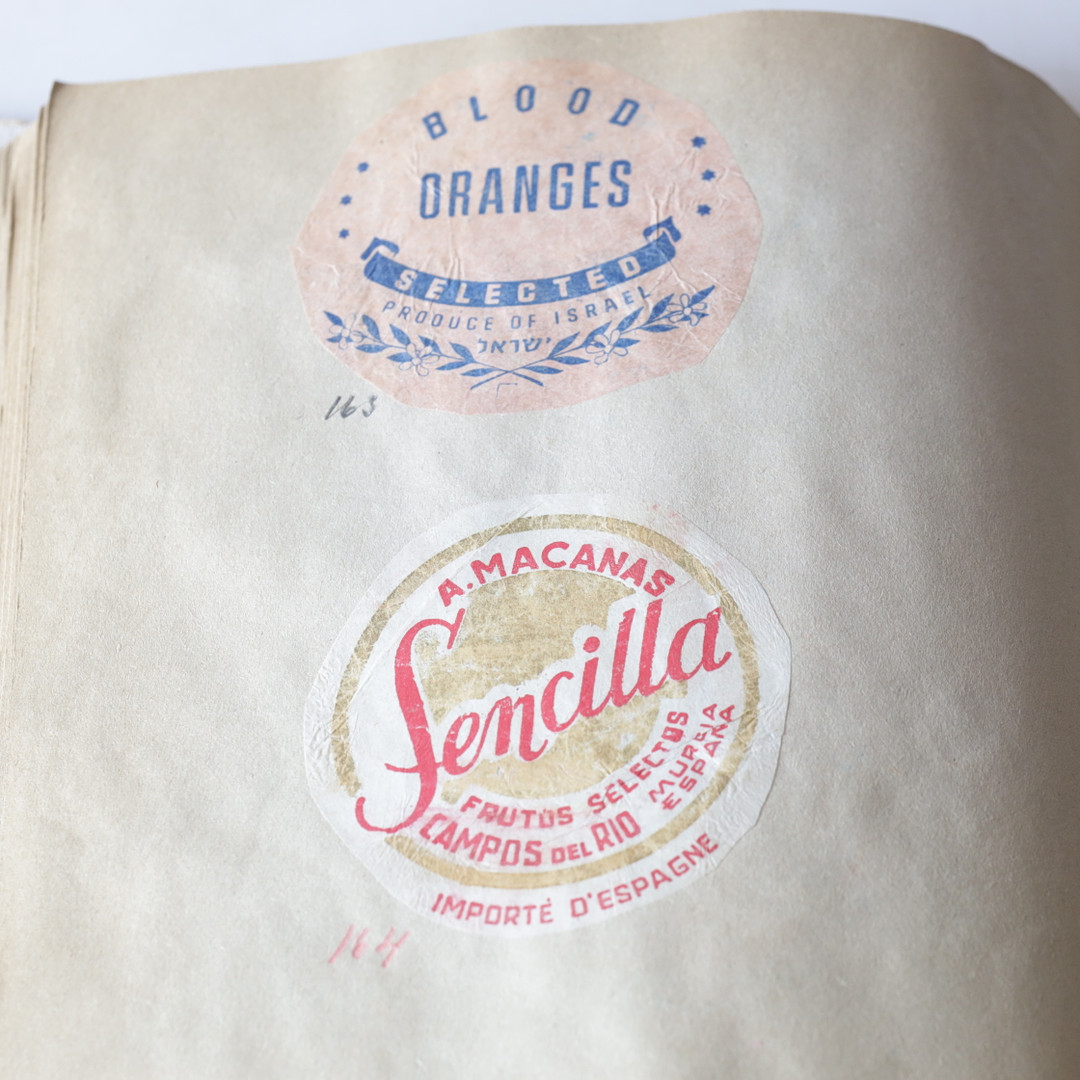 BLOOD
ORANGES
SELECTED
PRODUCE OF ISRAEL
ישראל
163
A. MACANAS
Sencilla
FRUTOS SELECTOS
CAMPOS DEL RIO
MURCIA
ESPAÑA
IMPORTÉ D'ESPAGNE
164